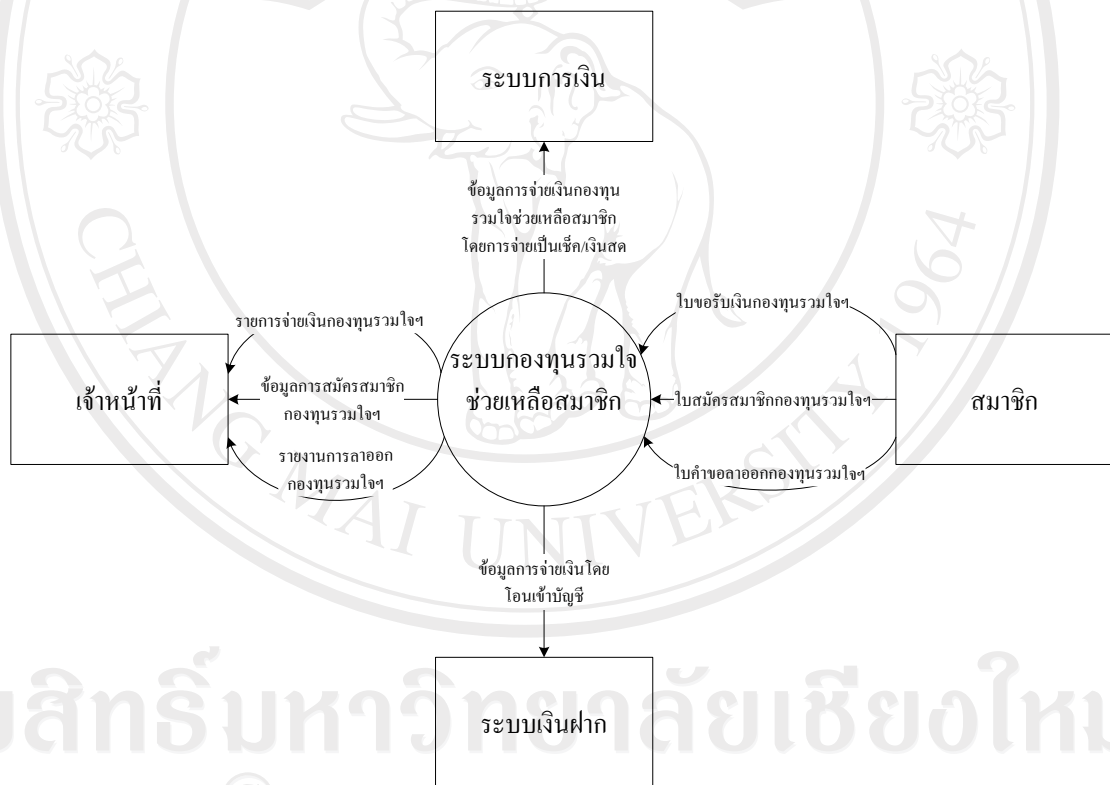 ระบบการเงิน
ข้อมูลการจ่ายเงินกองทุน
รวมใจช่วยเหลือสมาชิก
โดยการจ่ายเป็นเช็ค/เงินสด
รายการจ่ายเงินกองทุนรวมใจฯ
ใบขอรับเงินกองทุนรวมใจฯ
เจ้าหน้าที่
ข้อมูลการสมัครสมาชิก
กองทุนรวมใจฯ
ระบบกองทุนรวมใจ
ช่วยเหลือสมาชิก
ใบสมัครสมาชิกกองทุนรวมใจฯ
สมาชิก
รายงานการลาออก
กองทุนรวมใจฯ
ใบคำขอลาออกกองทุนรวมใจฯ
ข้อมูลการจ่ายเงินโดย
โอนเข้าบัญชี
ระบบเงินฝาก
CHIANG MAI UNIVERSITY 1964
สิทธิ์มหาวิทยาลัยเชียงใหม